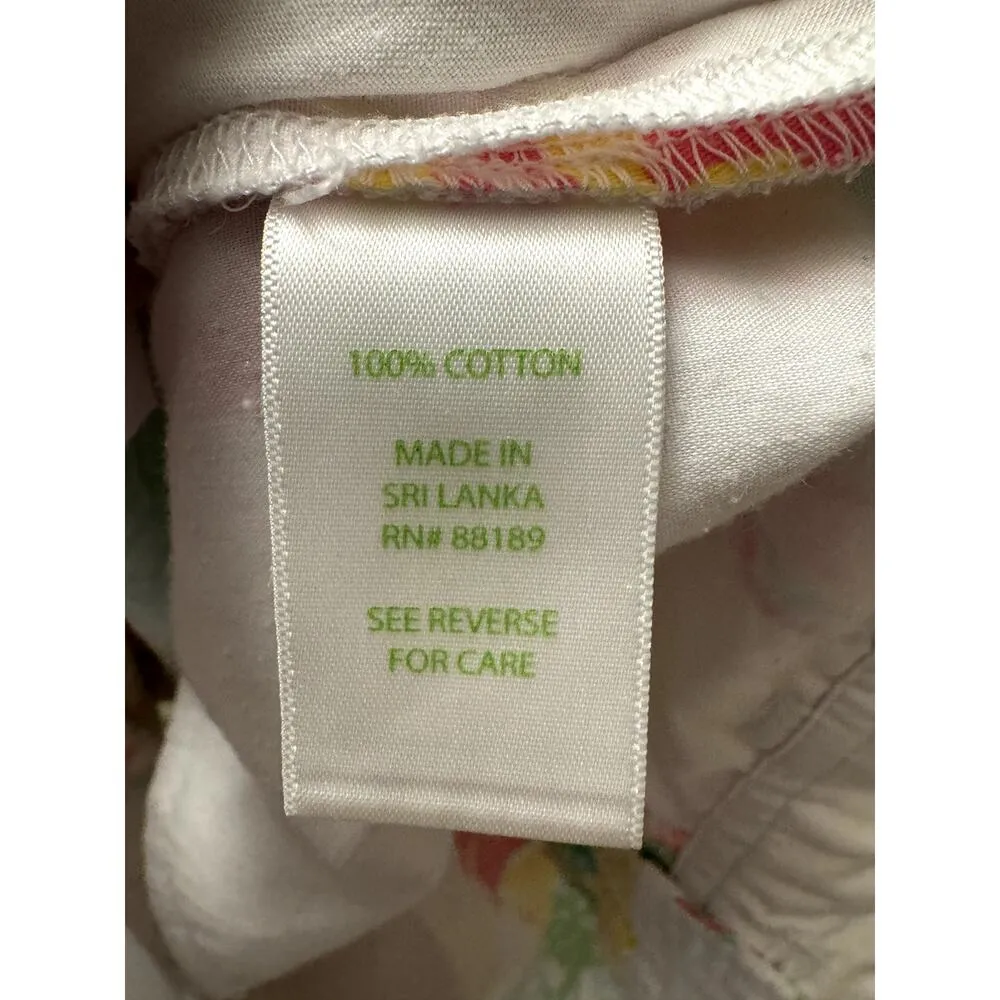 100% COTTON
MADE IN
SRI LANKA
RN# 88189
SEE REVERSE
FOR CARE